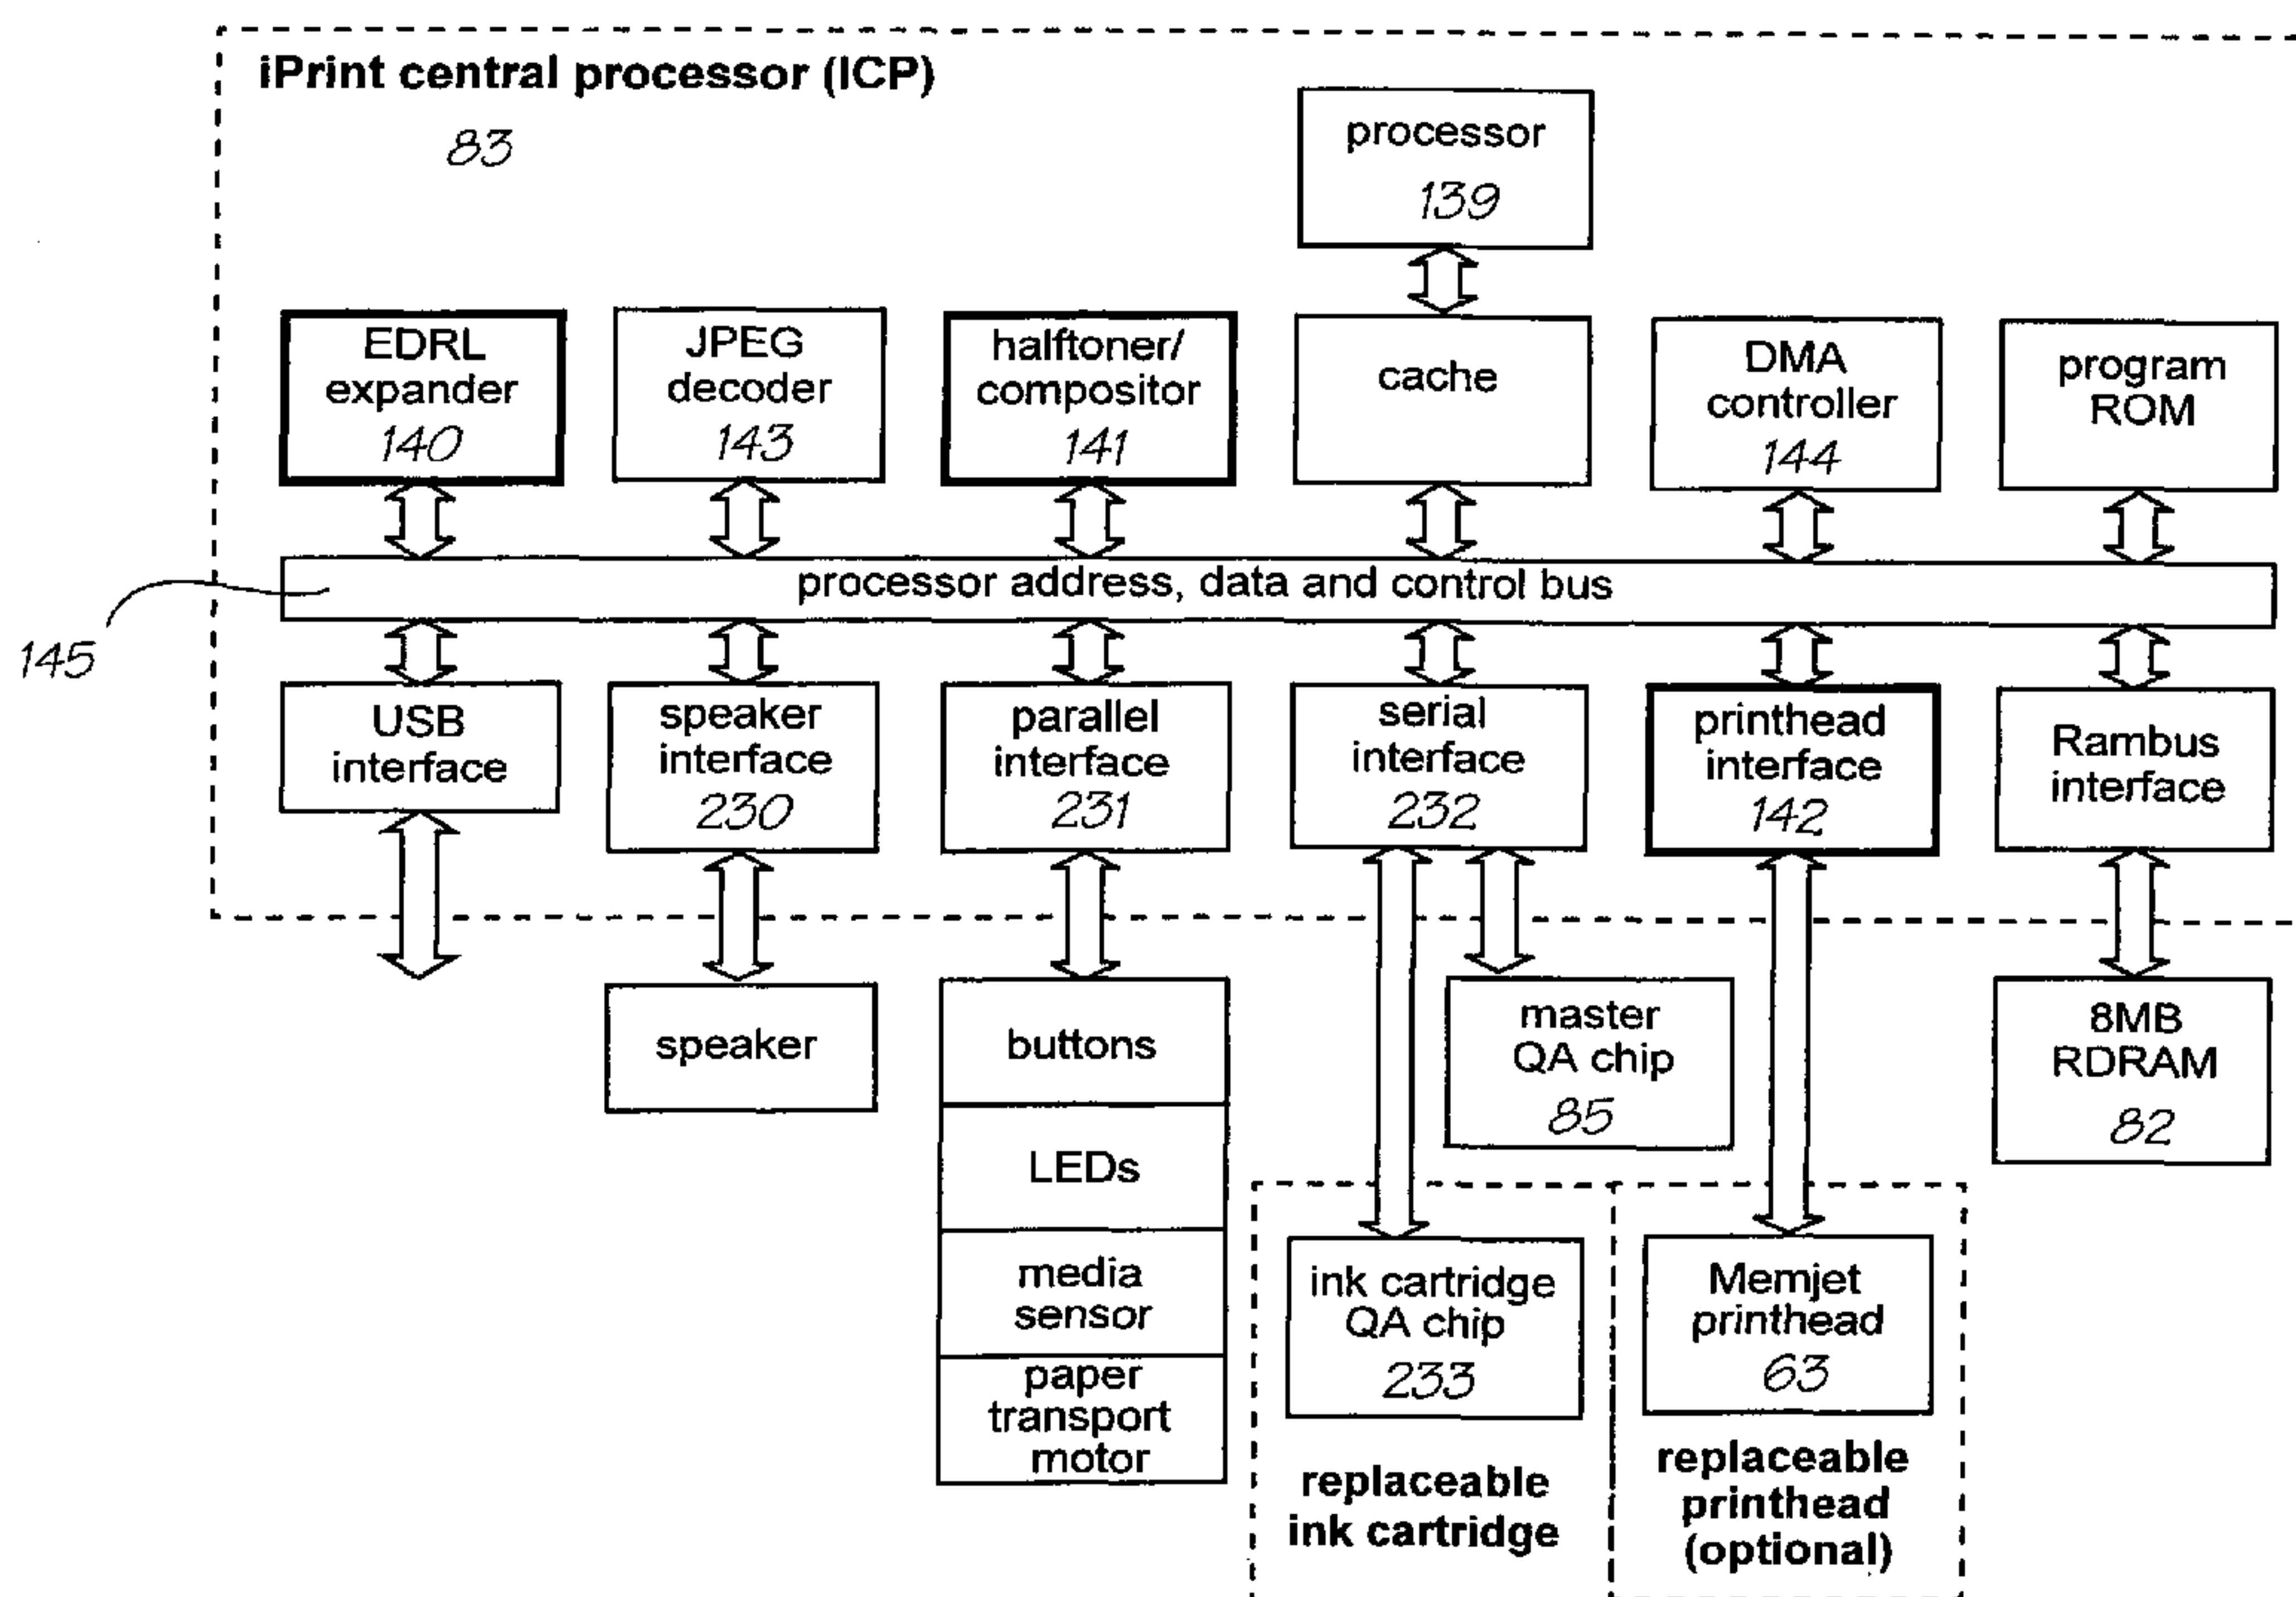 iPrint central processor (ICP)
83
processor
139
EDRL
expander
140
JPEG
decoder
143
halftoner/
compositor
141
cache
DMA
controller
144
program
ROM
processor address, data and control bus
145
USB
interface
speaker
interface
230
parallel
interface
231
serial
interface
232
printhead
interface
142
Rambus
interface
speaker
buttons
LEDs
media
sensor
paper
transport
motor
master
QA chip
85
8MB
RDRAM
82
ink cartridge
QA chip
233
replaceable
ink cartridge
Memjet
printhead
63
replaceable
printhead
(optional)